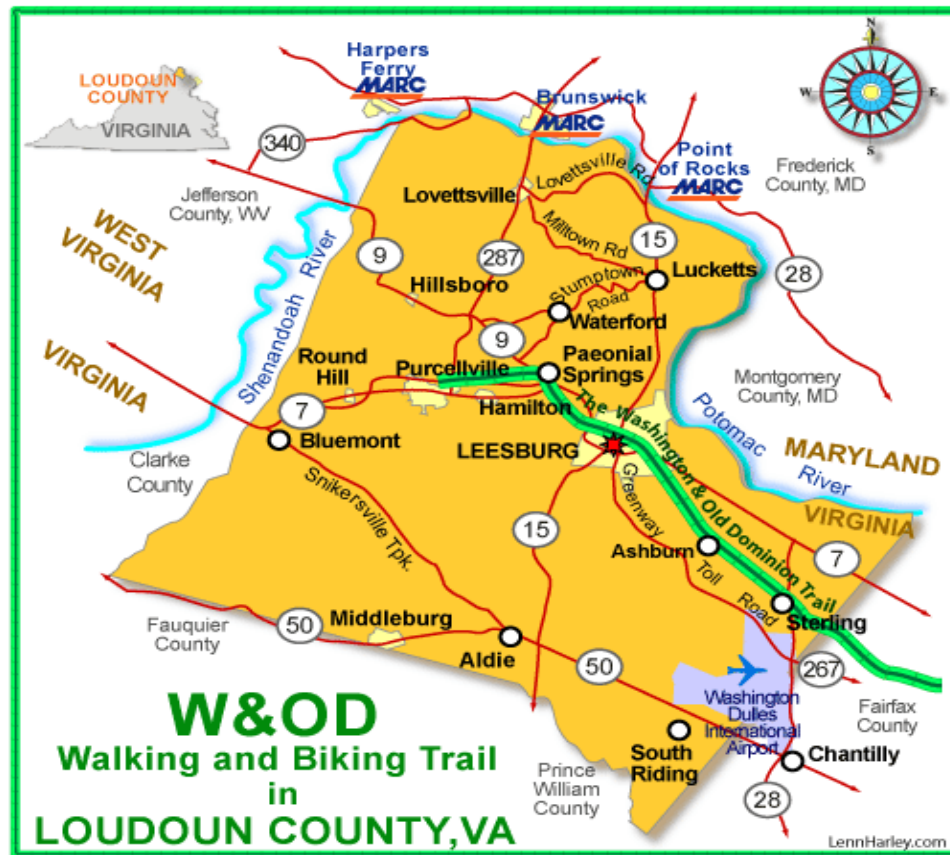 Harpers
Ferry
MARC
LOUDOUN
COUNTY
VIRGINIA
340
Brunswick
MARC
N
W
E
S
Point
of Rocks
MARC
Frederick
County, MD
Jefferson
County, WV
Lovettsville
Lovettsville Rd
Milltown Rd
15
WEST
VIRGINIA
Shenandoah River
9
287
Hillsboro
Stumptown
Road
Lucketts
28
Waterford
9
VIRGINIA
Round
Hill
Purcellville
Paeonial
Springs
Montgomery
County, MD
7
Hamilton
Bluemont
LEESBURG
The Washington & Old Dominion Trail
Potomac
River
MARYLAND
VIRGINIA
Clarke
County
Snikersville Tpk.
Greenway
Toll
Road
15
Ashburn
7
Sterling
Fauquier
County
50
Middleburg
Aldie
50
267
Washington
Dulles
International
Airport
Fairfax
County
South
Riding
Chantilly
Prince
William
County
28
W&OD
Walking and Biking Trail
in
LOUDOUN COUNTY,VA
LennHarley.com